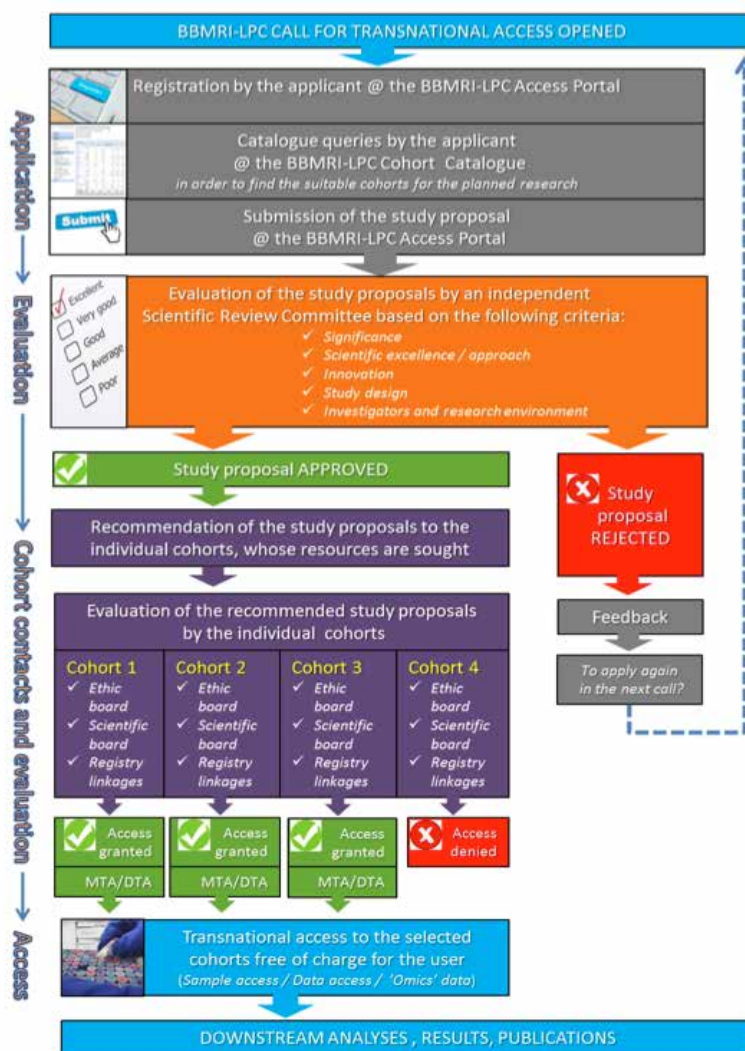 BBMRI-LPC CALL FOR TRANSNATIONAL ACCESS OPENED
Application
Evaluation
Cohort contacts and evaluation
Access
Registration by the applicant @ the BBMRI-LPC Access Portal
Catalogue queries by the applicant
@ the BBMRI-LPC Cohort Catalogue
in order to find the suitable cohorts for the planned research
Submit
Submission of the study proposal
@ the BBMRI-LPC Access Portal
Excellent
Very good
Good
Average
Poor
Evaluation of the study proposals by an independent
Scientific Review Committee based on the following criteria:
✓ Significance
✓ Scientific excellence / approach
✓ Innovation
✓ Study design
✓ Investigators and research environment
Study proposal APPROVED
Study
proposal
REJECTED
Recommendation of the study proposals to the
individual cohorts, whose resources are sought
Feedback
To apply again
in the next call?
Evaluation of the recommended study proposals
by the individual cohorts
Cohort 1
✓ Ethic
board
✓ Scientific
board
✓ Registry
linkages
Cohort 2
✓ Ethic
board
✓ Scientific
board
✓ Registry
linkages
Cohort 3
✓ Ethic
board
✓ Scientific
board
✓ Registry
linkages
Cohort 4
✓ Ethic
board
✓ Scientific
board
✓ Registry
linkages
Access
granted
Access
granted
Access
granted
Access
denied
MTA/DTA
MTA/DTA
MTA/DTA
Transnational access to the selected
cohorts free of charge for the user
(Sample access / Data access / 'Omics' data)
DOWNSTREAM ANALYSES , RESULTS, PUBLICATIONS